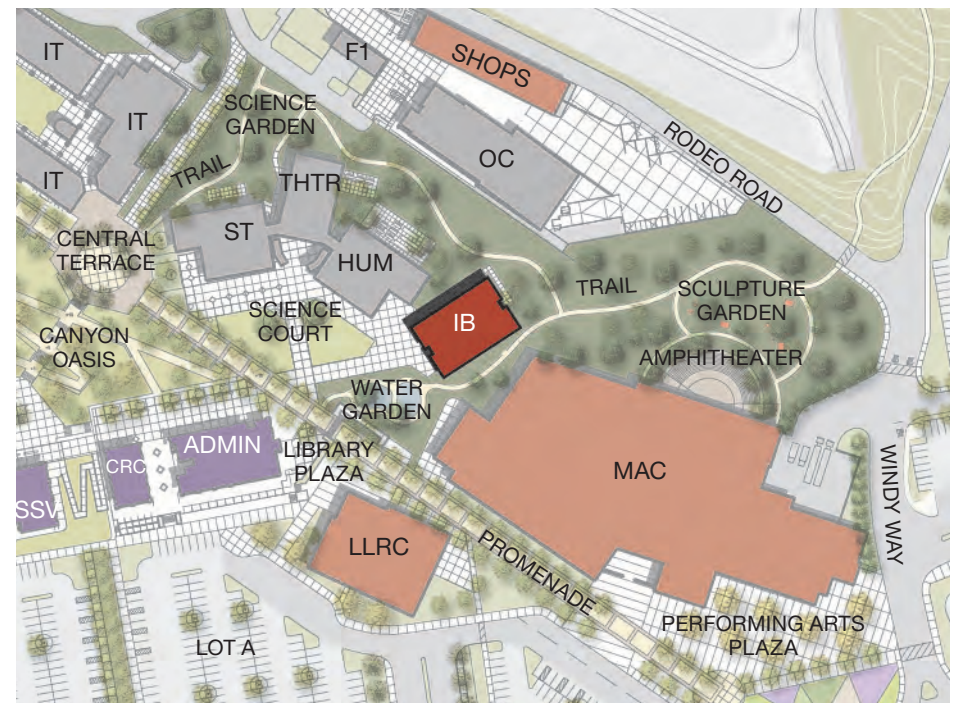 IT
F1
SHOPS
IT
SCIENCE
GARDEN
RODEO ROAD
OC
TRAIL
IT
THTR
ST
CENTRAL
TERRACE
HUM
TRAIL
SCULPTURE
GARDEN
SCIENCE
COURT
IB
CANYON
OASIS
AMPHITHEATER
WATER
GARDEN
ADMIN
LIBRARY
PLAZA
CRC
MAC
WINDY WAY
SSV
LLRC
PROMENADE
PERFORMING ARTS
PLAZA
LOT A